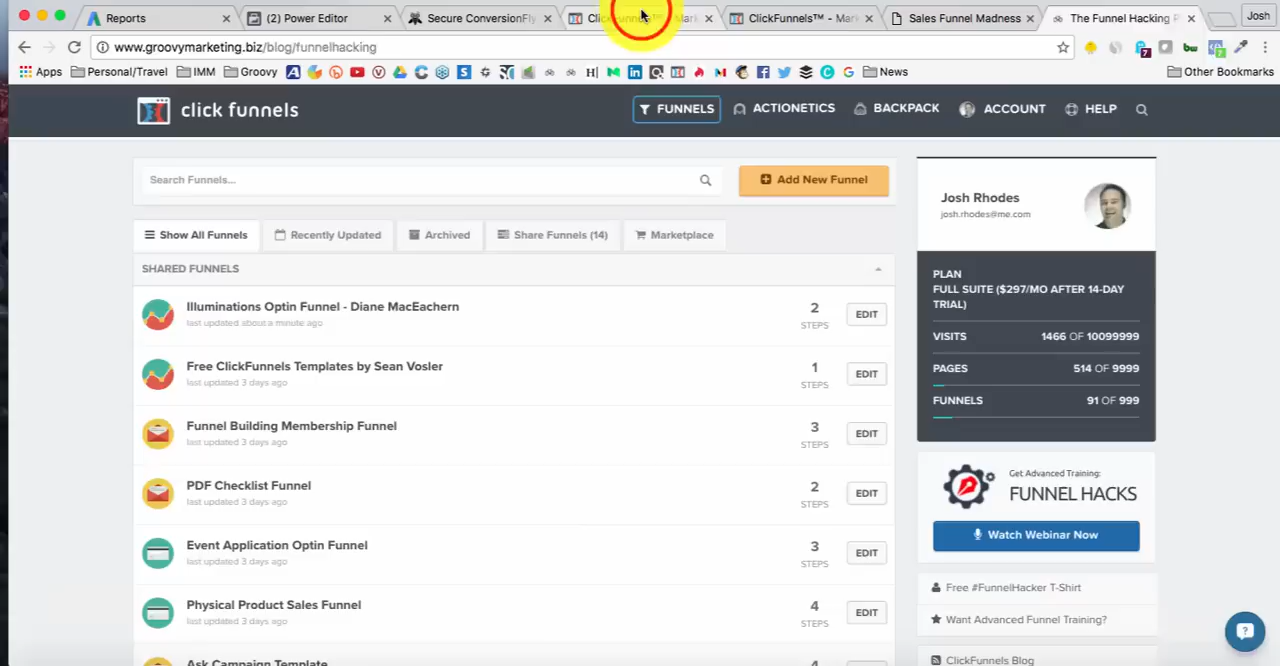 Reports
(2) Power Editor
Secure ConversionFly
ClickFunnels™ - Mark
ClickFunnels™ - Mark
Sales Funnel Madness
The Funnel Hacking P
Josh
www.groovymarketing.biz/blog/funnelhacking
Apps
Personal/Travel
IMM
Groovy
News
Other Bookmarks
click funnels
FUNNELS
ACTIONETICS
BACKPACK
ACCOUNT
HELP
Search Funnels...
Add New Funnel
Show All Funnels
Recently Updated
Archived
Share Funnels (14)
Marketplace
SHARED FUNNELS
Illuminations Optin Funnel - Diane MacEachern
last updated about a minute ago
2
STEPS
EDIT
Free ClickFunnels Templates by Sean Vosler
last updated 3 days ago
1
STEPS
EDIT
Funnel Building Membership Funnel
last updated 3 days ago
3
STEPS
EDIT
PDF Checklist Funnel
last updated 3 days ago
2
STEPS
EDIT
Event Application Optin Funnel
last updated 3 days ago
3
STEPS
EDIT
Physical Product Sales Funnel
last updated 3 days ago
4
STEPS
EDIT
Ask Campaign Template
4
Josh Rhodes
josh.rhodes@me.com
PLAN
FULL SUITE ($297/MO AFTER 14-DAY
TRIAL)
VISITS 1466 OF 10099999
PAGES 514 OF 9999
FUNNELS 91 OF 999
Get Advanced Training:
FUNNEL HACKS
Watch Webinar Now
Free #FunnelHacker T-Shirt
Want Advanced Funnel Training?
ClickFunnels Blog